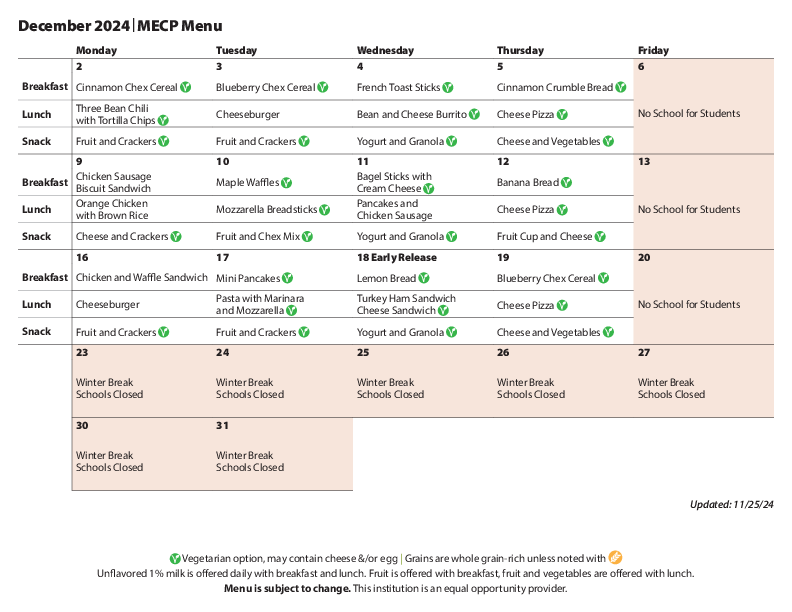 December 2024 | MECP Menu
Monday Tuesday Wednesday Thursday Friday
2 3 4 5 6
Breakfast Cinnamon Chex Cereal V Blueberry Chex Cereal V French Toast Sticks V Cinnamon Crumble Bread V
Lunch Three Bean Chili with Tortilla Chips V Cheeseburger Bean and Cheese Burrito V Cheese Pizza V No School for Students
Snack Fruit and Crackers V Fruit and Crackers V Yogurt and Granola V Cheese and Vegetables V
9 10 11 12 13
Breakfast Chicken Sausage Biscuit Sandwich Maple Waffles V Bagel Sticks with Cream Cheese V Banana Bread V
Lunch Orange Chicken with Brown Rice Mozzarella Breadsticks V Pancakes and Chicken Sausage Cheese Pizza V No School for Students
Snack Cheese and Crackers V Fruit and Chex Mix V Yogurt and Granola V Fruit Cup and Cheese V
16 17 18 Early Release 19 20
Breakfast Chicken and Waffle Sandwich Mini Pancakes V Lemon Bread V Blueberry Chex Cereal V
Lunch Cheeseburger Pasta with Marinara and Mozzarella V Turkey Ham Sandwich Cheese Sandwich V Cheese Pizza V No School for Students
Snack Fruit and Crackers V Fruit and Crackers V Yogurt and Granola V Cheese and Vegetables V
23 24 25 26 27
Winter Break Winter Break Winter Break Winter Break Winter Break
Schools Closed Schools Closed Schools Closed Schools Closed Schools Closed
30 31
Winter Break Winter Break
Schools Closed Schools Closed
Updated: 11/25/24
V Vegetarian option, may contain cheese &/or egg | Grains are whole grain-rich unless noted with
Unflavored 1% milk is offered daily with breakfast and lunch. Fruit is offered with breakfast, fruit and vegetables are offered with lunch.
Menu is subject to change. This institution is an equal opportunity provider.